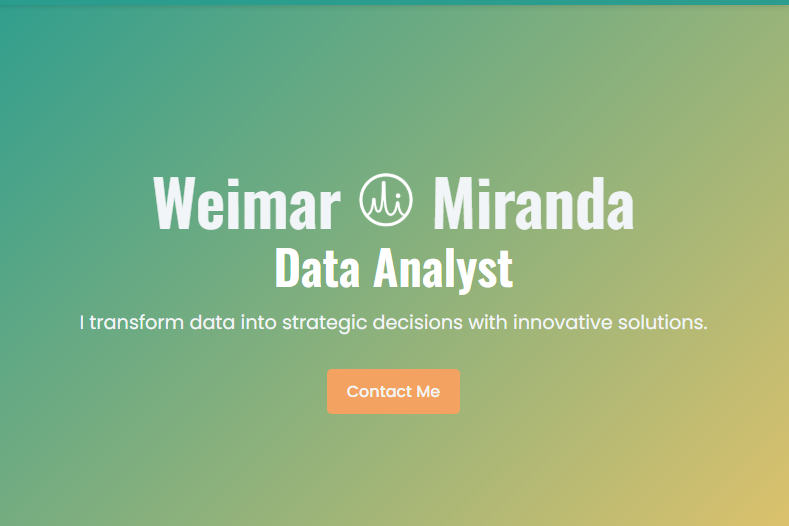 Weimar Miranda
Data Analyst
I transform data into strategic decisions with innovative solutions.
Contact Me